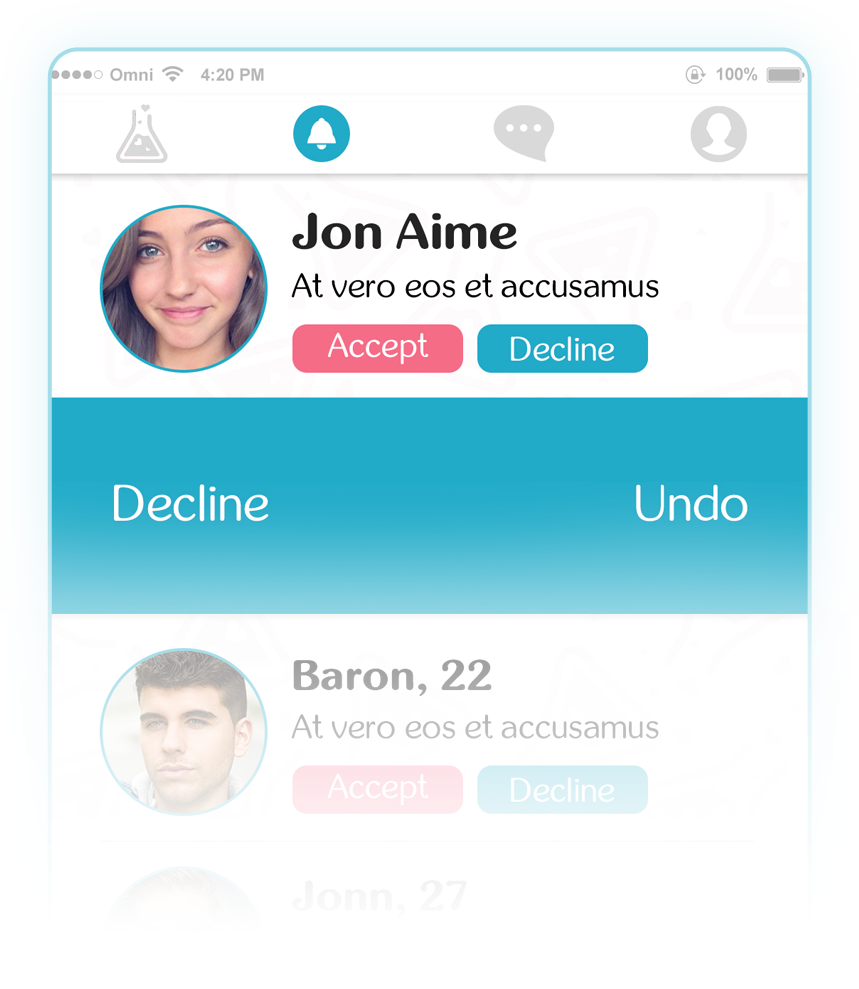 Omni 4:20 PM 100%
Jon Aime
At vero eos et accusamus
Accept Decline
Decline Undo
Baron, 22
At vero eos et accusamus
Accept Decline
Jonn, 27